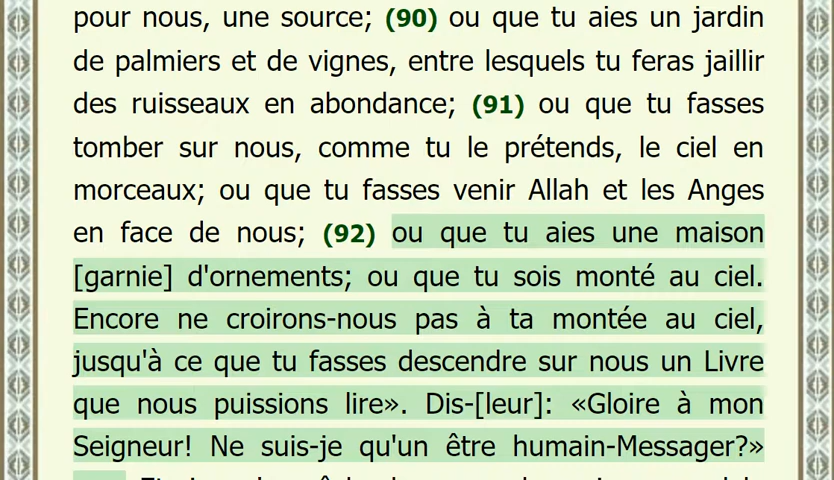 pour nous, une source; (90) ou que tu aies un jardin
de palmiers et de vignes, entre lesquels tu feras jaillir
des ruisseaux en abondance; (91) ou que tu fasses
tomber sur nous, comme tu le prétends, le ciel en
morceaux; ou que tu fasses venir Allah et les Anges
en face de nous; (92) ou que tu aies une maison
[garnie] d'ornements; ou que tu sois monté au ciel.
Encore ne croirons-nous pas à ta montée au ciel,
jusqu'à ce que tu fasses descendre sur nous un Livre
que nous puissions lire». Dis-[leur]: «Gloire à mon
Seigneur! Ne suis-je qu'un être humain-Messager?»